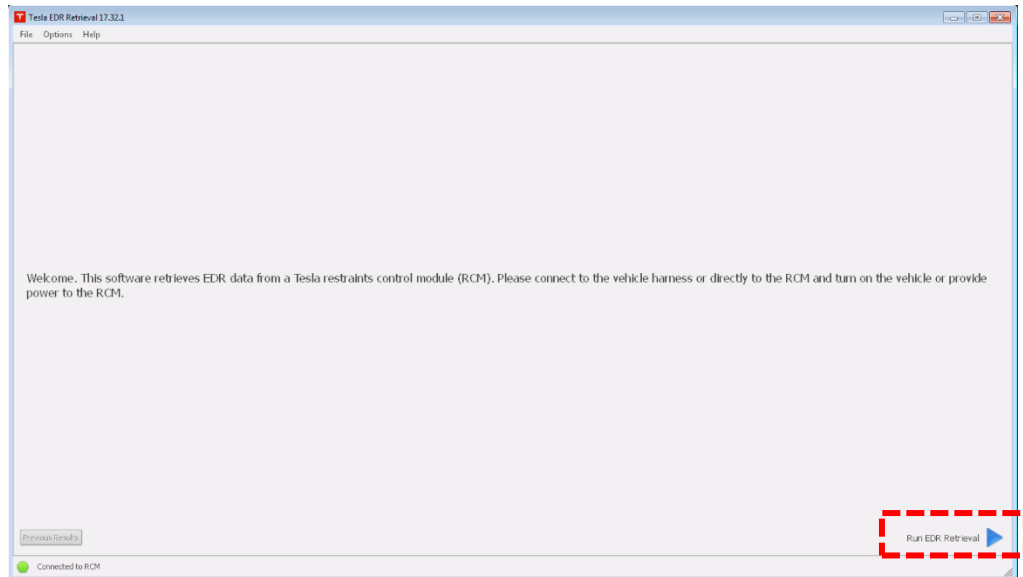 Tesla EDR Retrieval 17.32.1
File Options Help
Welcome. This software retrieves EDR data from a Tesla restraints control module (RCM). Please connect to the vehicle harness or directly to the RCM and turn on the vehicle or provide
power to the RCM.
Previous Results
Run EDR Retrieval
Connected to RCM